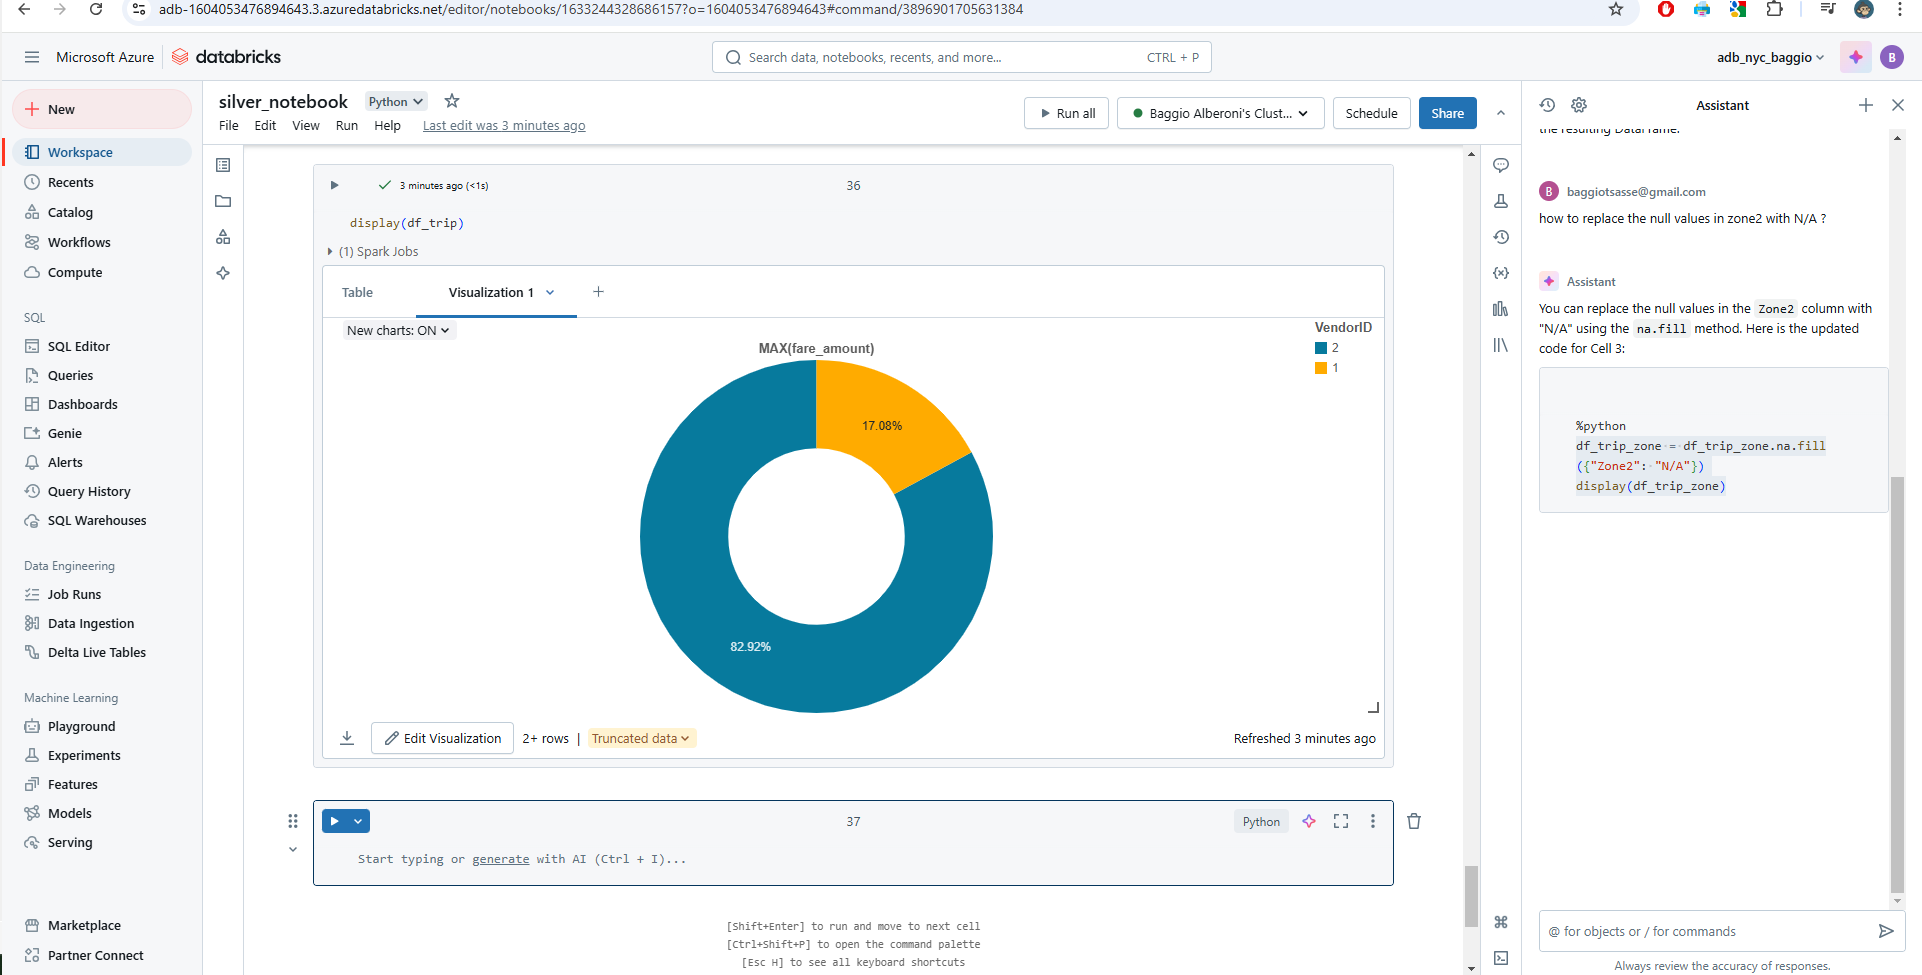 adb-1604053476894643.3.azuredatabricks.net/editor/notebooks/1633244328686157?o=1604053476894643#command/3896901705631384
Microsoft Azure
databricks
Search data, notebooks, recents, and more...
CTRL + P
adb_nyc_baggio
B
New
Workspace
Recents
Catalog
Workflows
Compute
SQL
SQL Editor
Queries
Dashboards
Genie
Alerts
Query History
SQL Warehouses
Data Engineering
Job Runs
Data Ingestion
Delta Live Tables
Machine Learning
Playground
Experiments
Features
Models
Serving
Marketplace
Partner Connect
silver_notebook
Python
File Edit View Run Help
Last edit was 3 minutes ago
Run all
Baggio Alberoni's Clust...
Schedule
Share
3 minutes ago (<1s)
36
display(df_trip)
(1) Spark Jobs
Table
Visualization 1
New charts: ON
MAX(fare_amount)
VendorID
2
1
17.08%
82.92%
Edit Visualization
2+ rows |
Truncated data
Refreshed 3 minutes ago
37
Python
Start typing or generate with AI (Ctrl + I)...
[Shift+Enter] to run and move to next cell
[Ctrl+Shift+P] to open the command palette
[Esc H] to see all keyboard shortcuts
Assistant
the resulting DataFrame.
B
baggiotsasse@gmail.com
how to replace the null values in zone2 with N/A ?
Assistant
You can replace the null values in the Zone2 column with
"N/A" using the na.fill method. Here is the updated
code for Cell 3:
%python
df_trip_zone = df_trip_zone.na.fill
({"Zone2": "N/A"})
display(df_trip_zone)
@ for objects or / for commands
Always review the accuracy of responses.